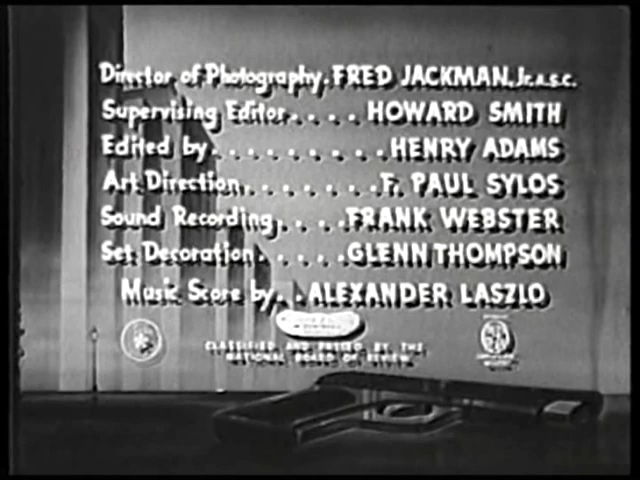 Director of Photography. FRED JACKMAN, Jr. A.S.C.
Supervising Editor.... HOWARD SMITH
Edited by.......... HENRY ADAMS
Art Direction........ F. PAUL SYLOS
Sound Recording.... FRANK WEBSTER
Set Decoration...... GLENN THOMPSON
Music Score by... ALEXANDER LASZLO
CLASSIFIED AND PASSED BY THE
NATIONAL BOARD OF REVIEW